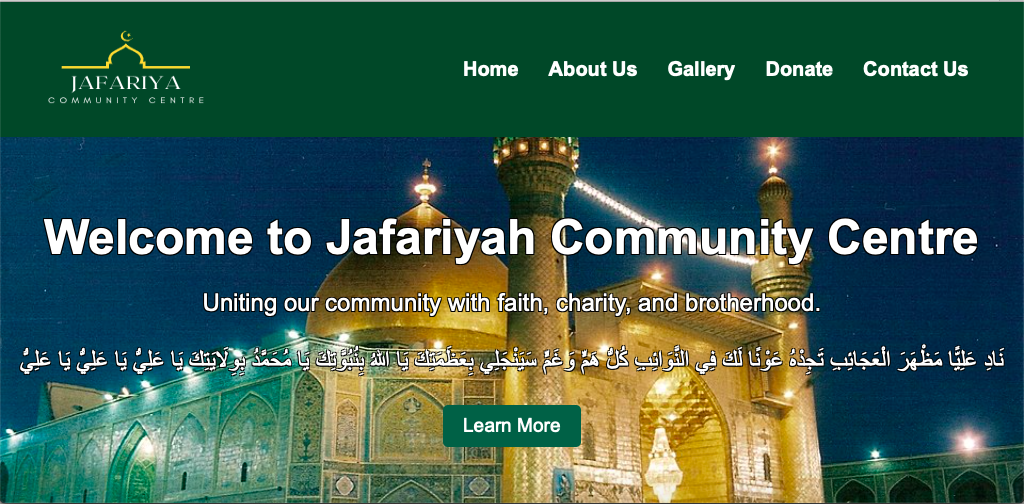 JAFARIYA
COMMUNITY CENTRE
Home About Us Gallery Donate Contact Us
Welcome to Jafariyah Community Centre
Uniting our community with faith, charity, and brotherhood.
نَادِ عَلِيًّا مَظْهَرَ الْعَجَائِبِ تَجِدْهُ عَوْنًا لَكَ فِي النَّوَائِبِ كُلُّ هَمٍّ وَغَمٍّ سَيَنْجَلِي بِعَظَمَتِكَ يَا اللهُ بِنُبُوَّتِكَ يَا مُحَمَّدُ بِوِلَايَتِكَ يَا عَلِيُّ يَا عَلِيُّ يَا عَلِيُّ
Learn More